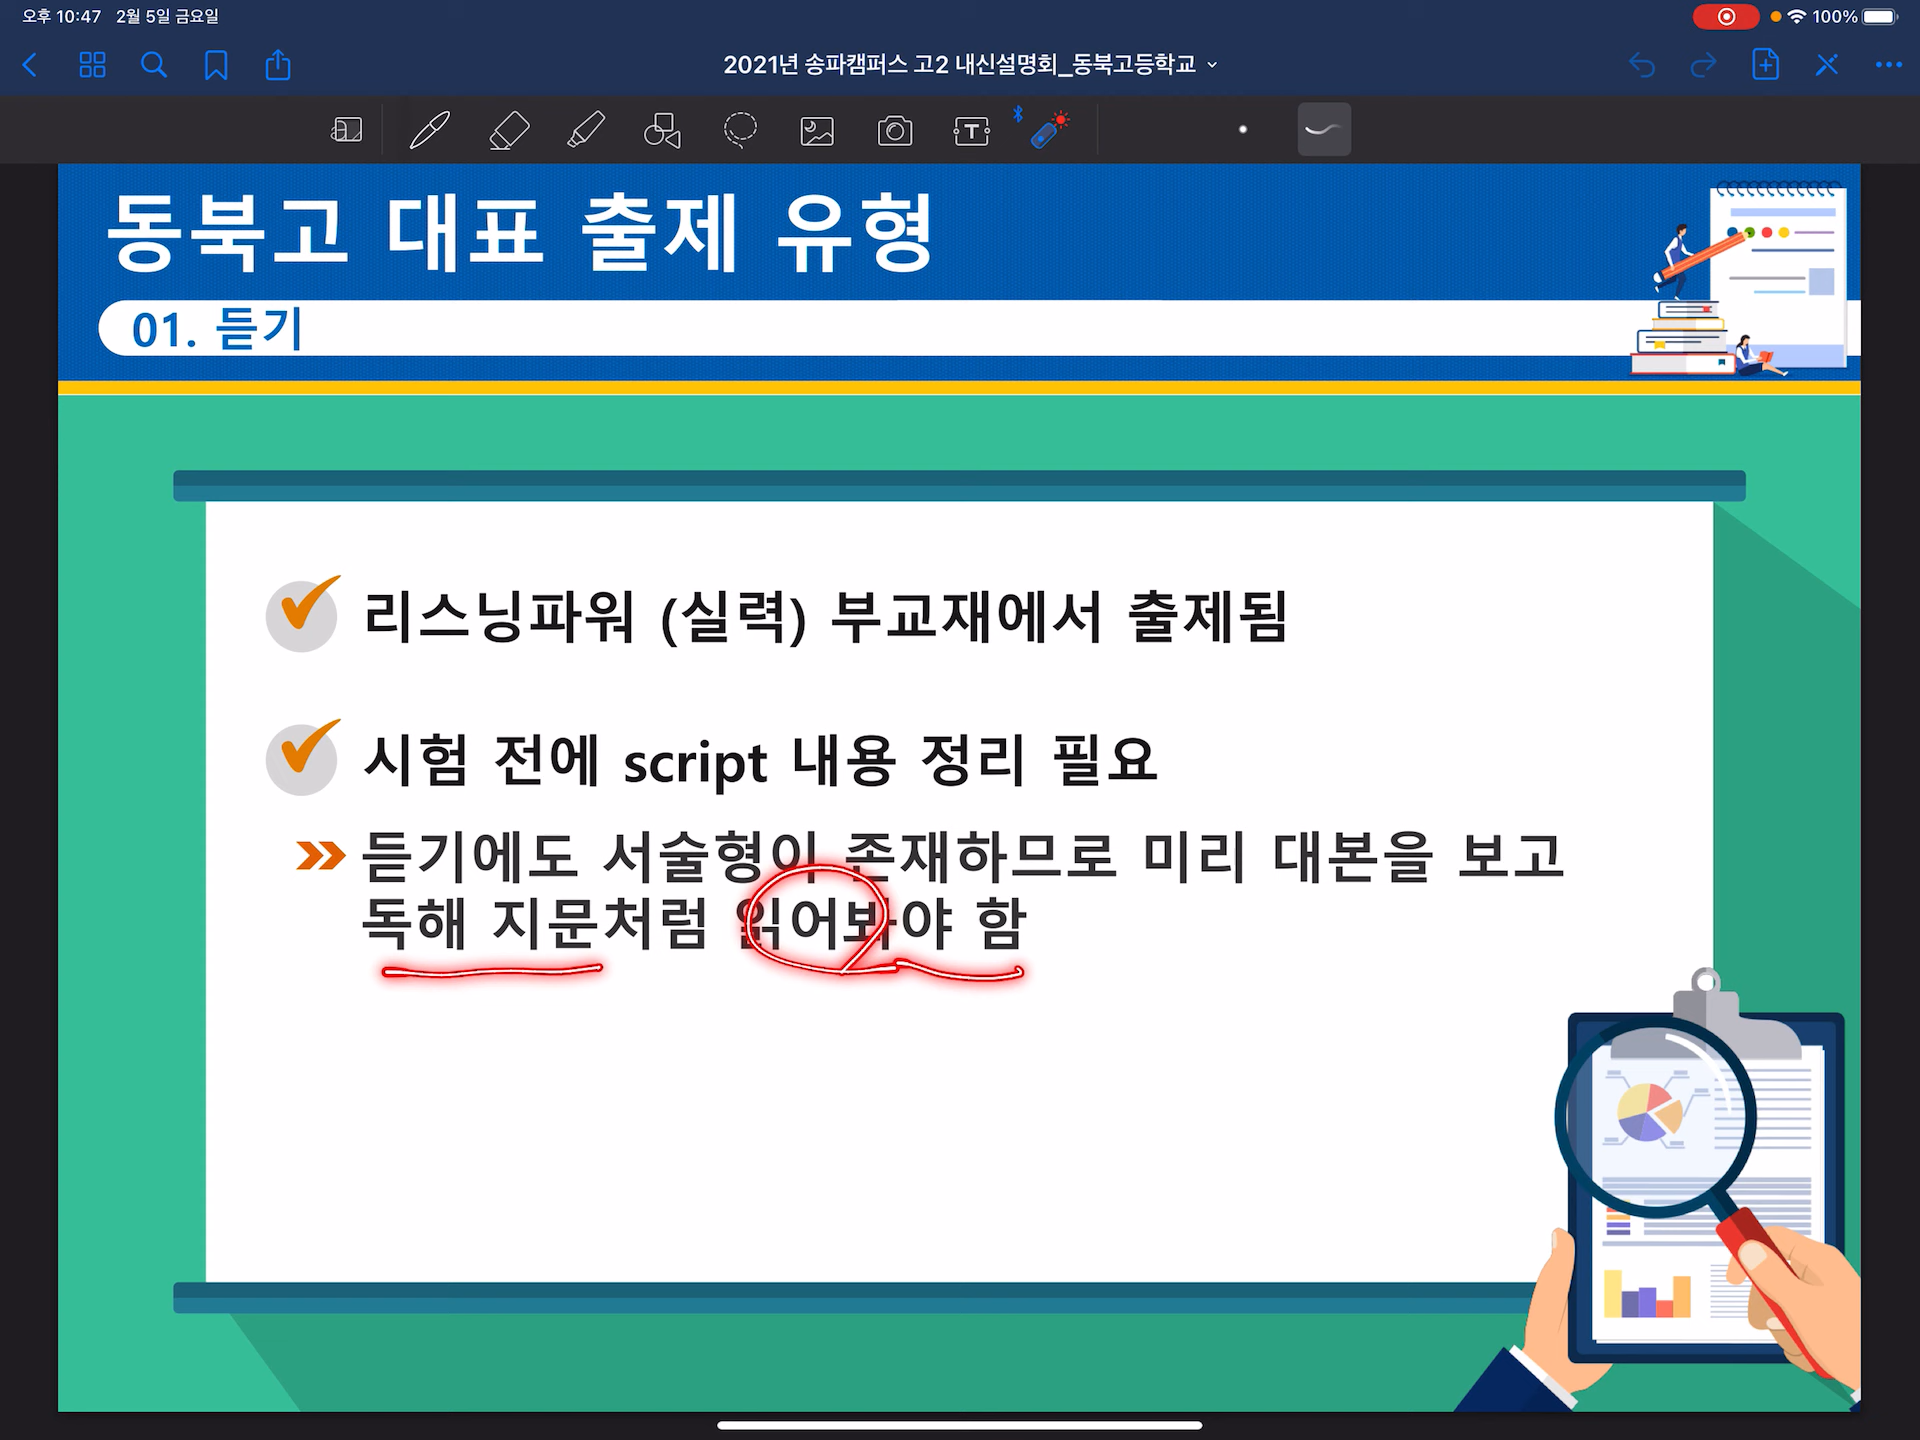 오후 10:47 2월 5일 금요일
100%
2021년 송파캠퍼스 고2 내신설명회_동북고등학교
T
동북고 대표 출제 유형
01. 듣기
리스닝파워 (실력) 부교재에서 출제됨
시험 전에 script 내용 정리 필요
듣기에도 서술형이 존재하므로 미리 대본을 보고
독해 지문처럼 읽어봐야 함